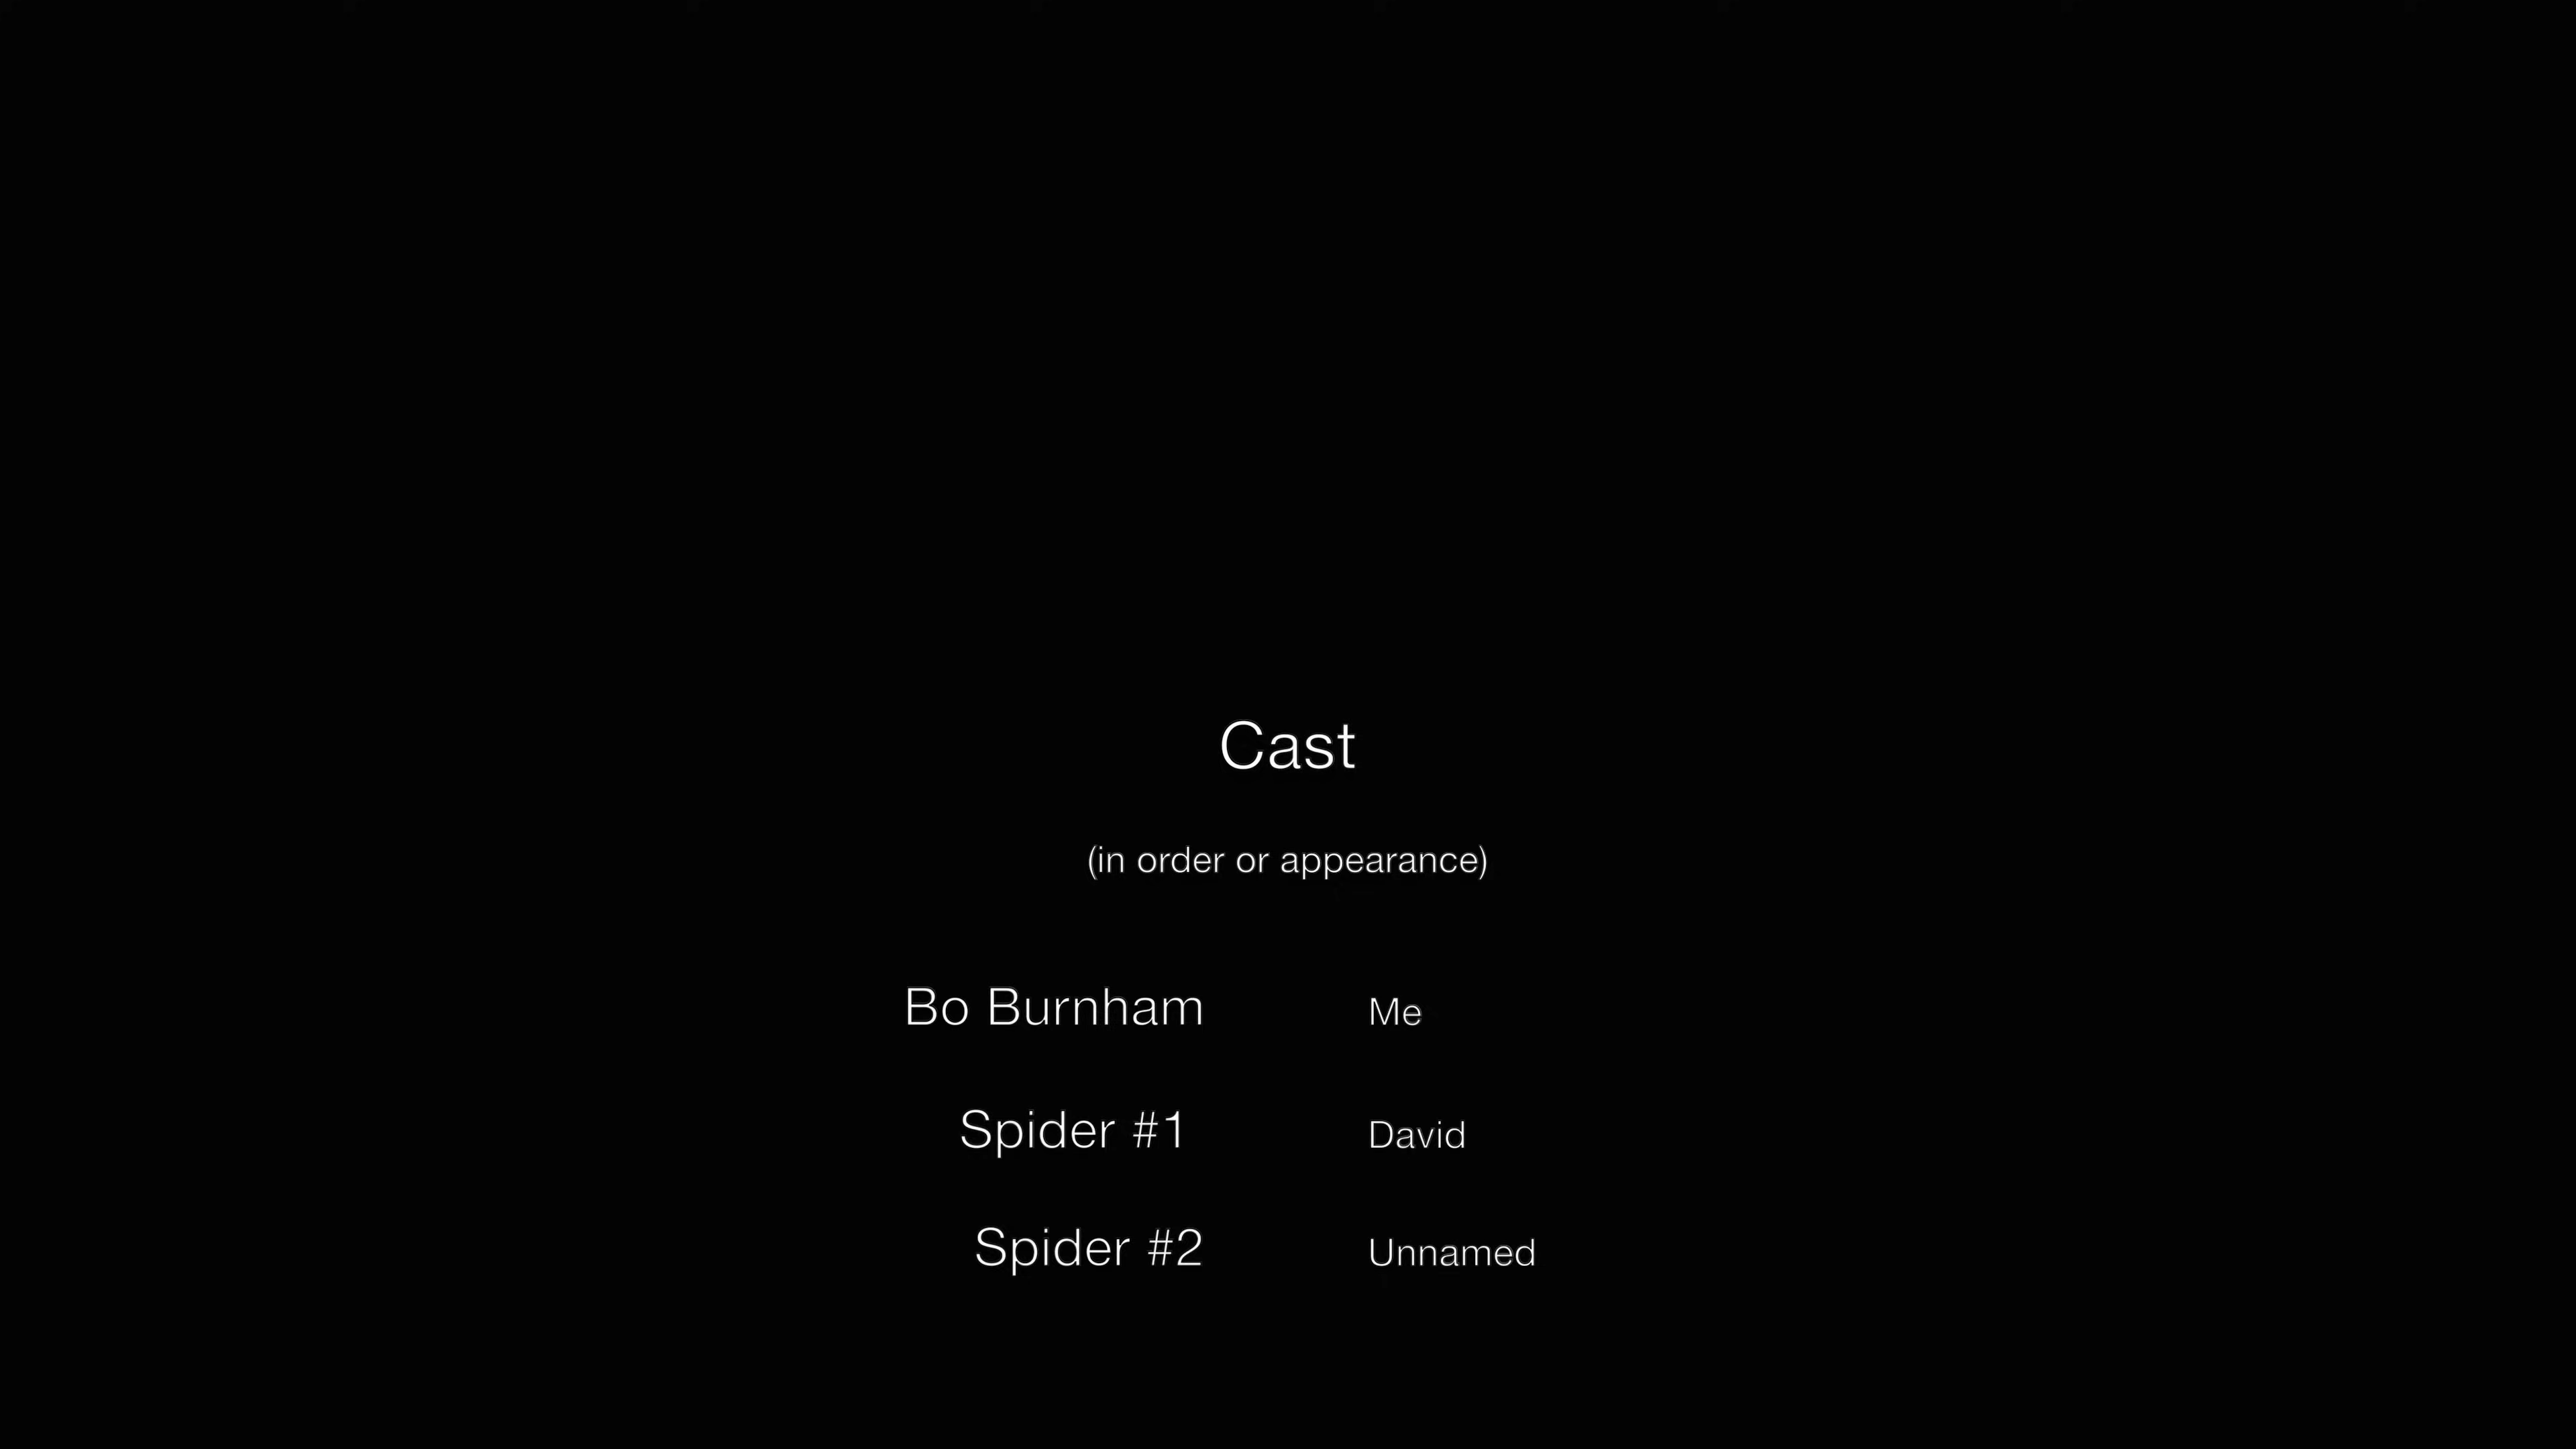 Cast
(in order or appearance)
Bo Burnham Me
Spider #1 David
Spider #2 Unnamed